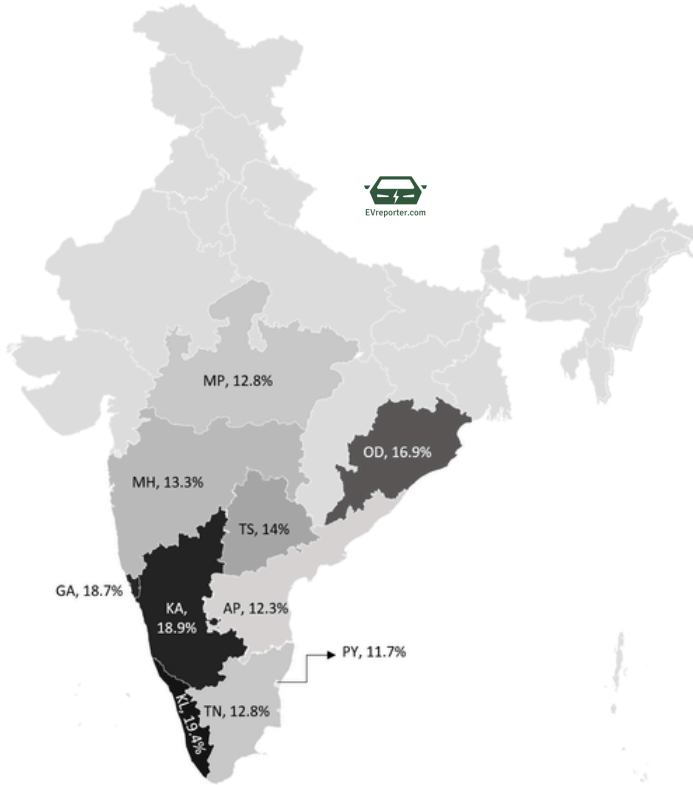 EVreporter.com
MP, 12.8%
OD, 16.9%
MH, 13.3%
TS, 14%
GA, 18.7%
KA,
18.9%
AP, 12.3%
PY, 11.7%
KL, 19.4%
TN, 12.8%